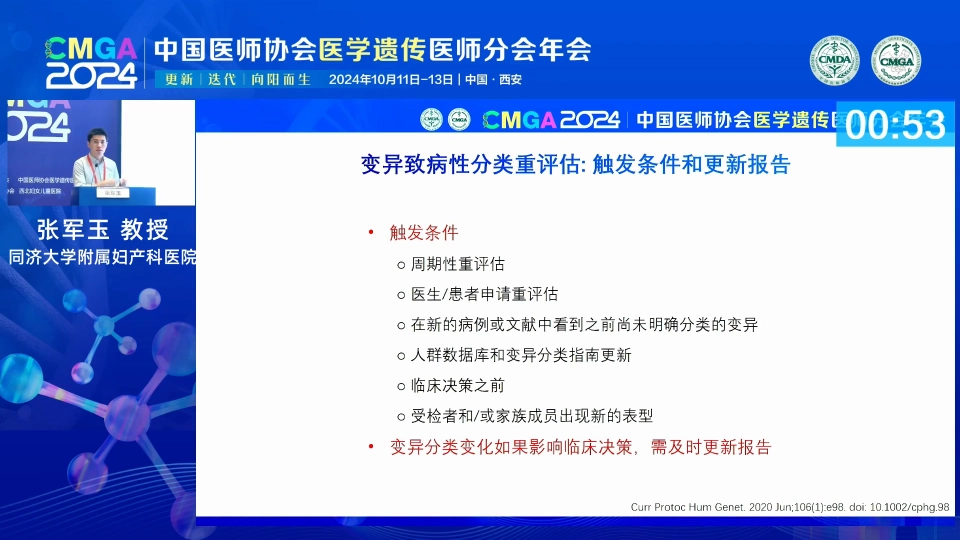 CMGA 2024
中国医师协会医学遗传医师分会年会
更新 | 迭代 | 向阳而生
2024年10月11日-13日 | 中国 · 西安
CMDA
CMGA
CMGA 2024 中国医师协会医学遗传医
00:53
张军玉 教授
同济大学附属妇产科医院
变异致病性分类重评估: 触发条件和更新报告
• 触发条件
○ 周期性重评估
○ 医生/患者申请重评估
○ 在新的病例或文献中看到之前尚未明确分类的变异
○ 人群数据库和变异分类指南更新
○ 临床决策之前
○ 受检者和/或家族成员出现新的表型
• 变异分类变化如果影响临床决策，需及时更新报告
Curr Protoc Hum Genet. 2020 Jun;106(1):e98. doi: 10.1002/cphg.98